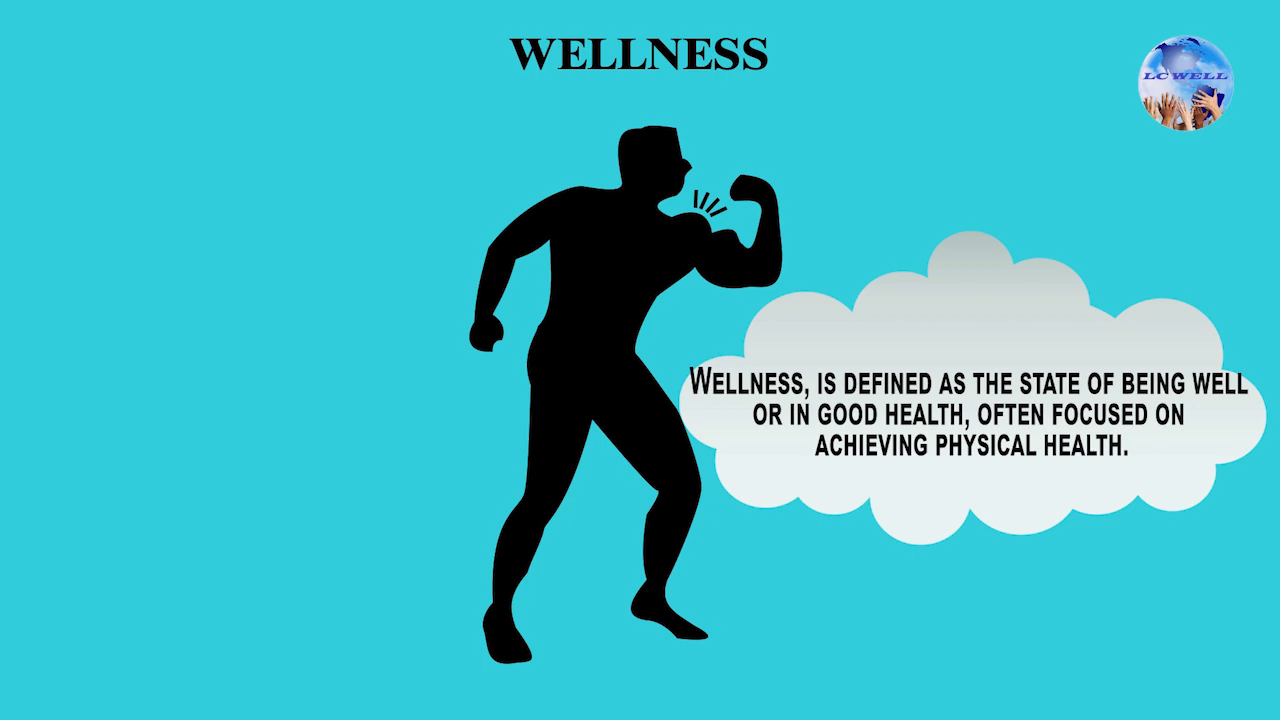 WELLNESS
LC WELL
WELLNESS, IS DEFINED AS THE STATE OF BEING WELL
OR IN GOOD HEALTH, OFTEN FOCUSED ON
ACHIEVING PHYSICAL HEALTH.